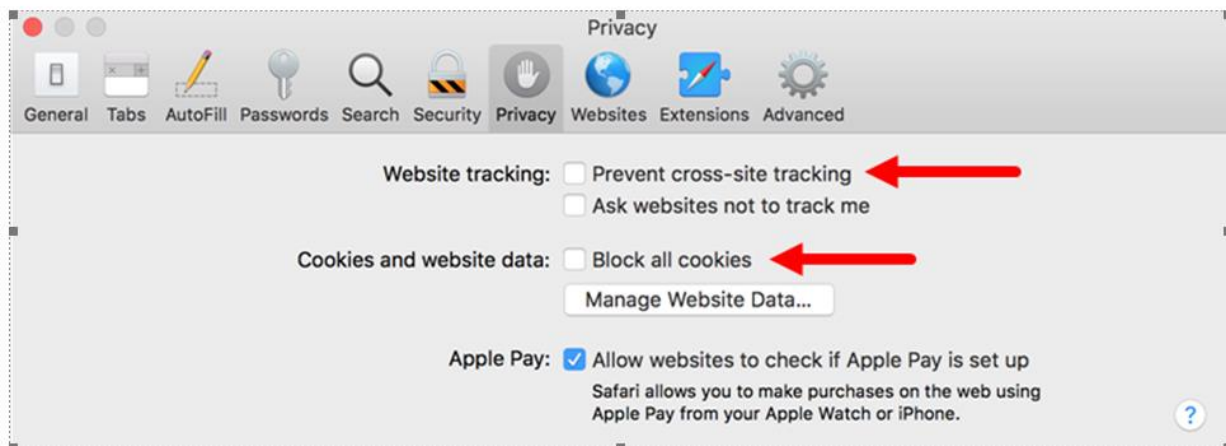 Privacy
General Tabs AutoFill Passwords Search Security Privacy Websites Extensions Advanced
Website tracking: Prevent cross-site tracking
Ask websites not to track me
Cookies and website data: Block all cookies
Manage Website Data...
Apple Pay: Allow websites to check if Apple Pay is set up
Safari allows you to make purchases on the web using
Apple Pay from your Apple Watch or iPhone.
?